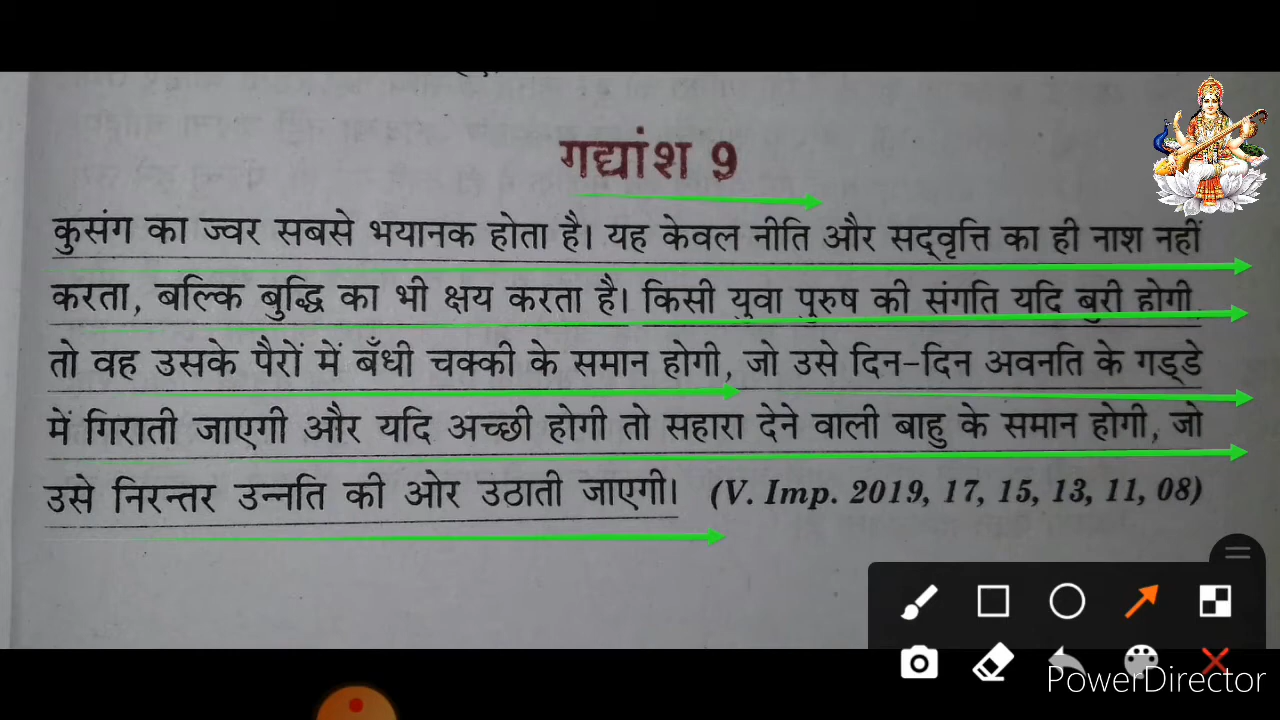 गद्यांश 9
कुसंग का ज्वर सबसे भयानक होता है। यह केवल नीति और सद्‌वृत्ति का ही नाश नहीं
करता, बल्कि बुद्धि का भी क्षय करता है। किसी युवा पुरुष की संगति यदि बुरी होगी
तो वह उसके पैरों में बँधी चक्की के समान होगी, जो उसे दिन-दिन अवनति के गड्‌डे
में गिराती जाएगी और यदि अच्छी होगी तो सहारा देने वाली बाहु के समान होगी, जो
उसे निरन्तर उन्नति की ओर उठाती जाएगी। (V. Imp. 2019, 17, 15, 13, 11, 08)
PowerDirector